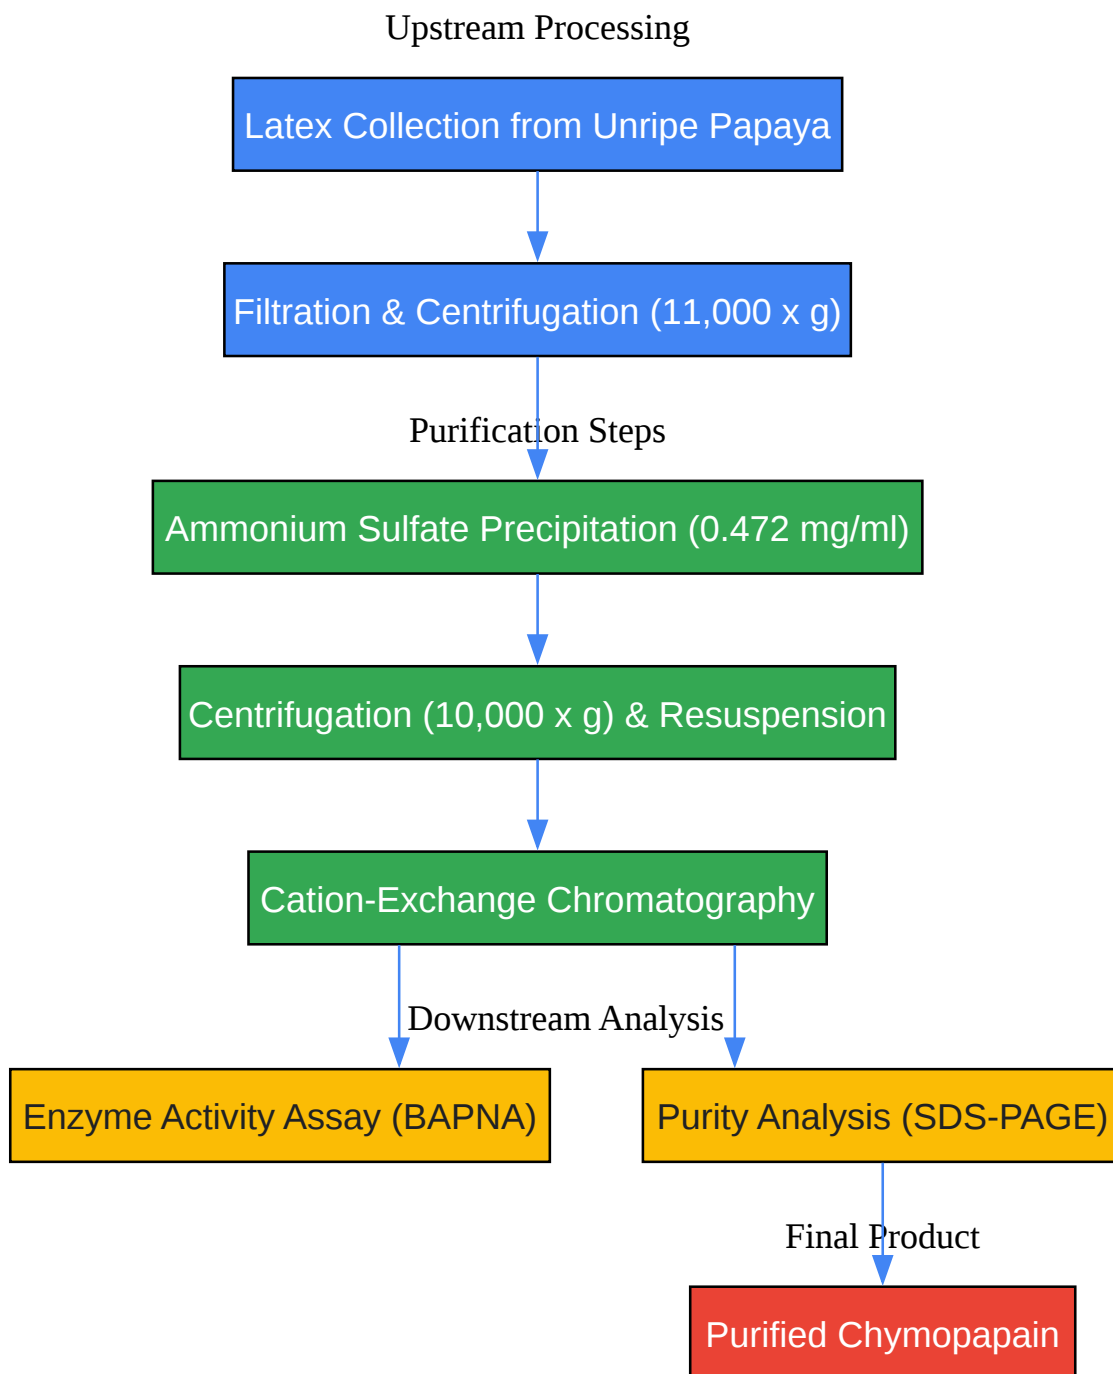 Upstream Processing
Latex Collection from Unripe Papaya
Filtration & Centrifugation (11,000 x g)
Purification Steps
Ammonium Sulfate Precipitation (0.472 mg/ml)
Centrifugation (10,000 x g) & Resuspension
Cation-Exchange Chromatography
Downstream Analysis
Enzyme Activity Assay (BAPNA)
Purity Analysis (SDS-PAGE)
Final Product
Purified Chymopapain